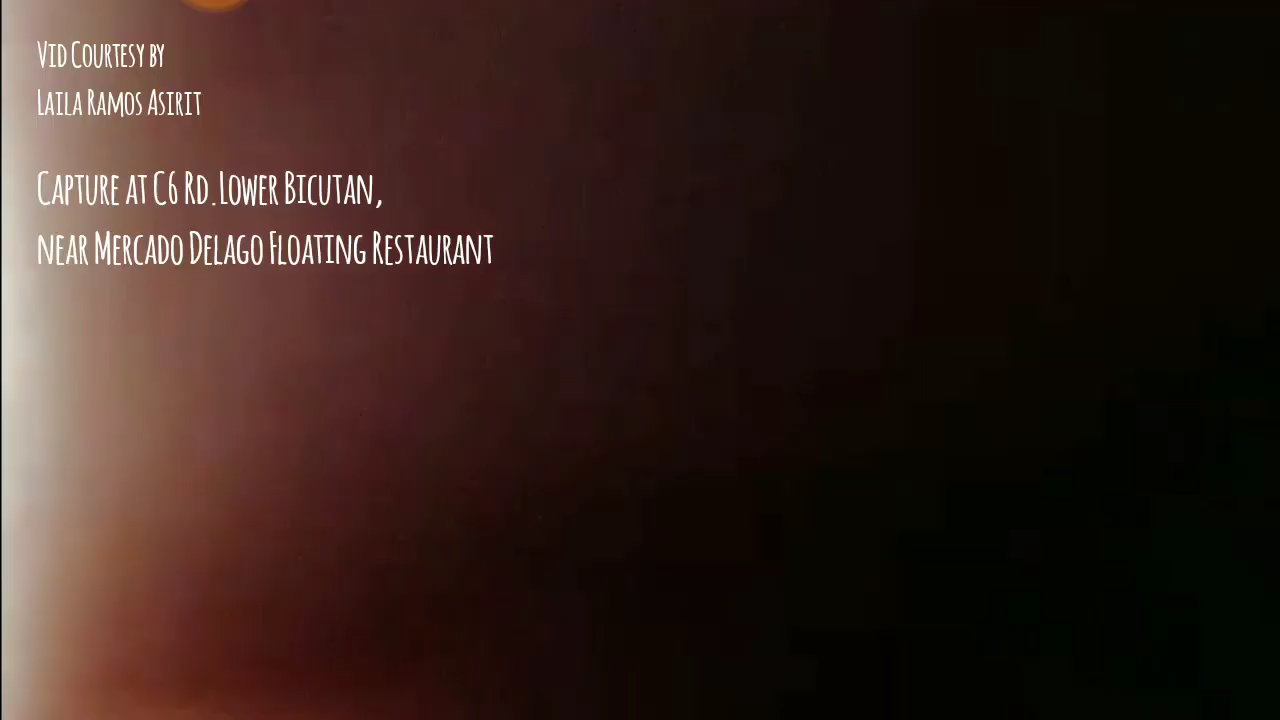 Vid Courtesy by
Laila Ramos Asirit
Capture at C6 Rd. Lower Bicutan,
near Mercado Delago Floating Restaurant